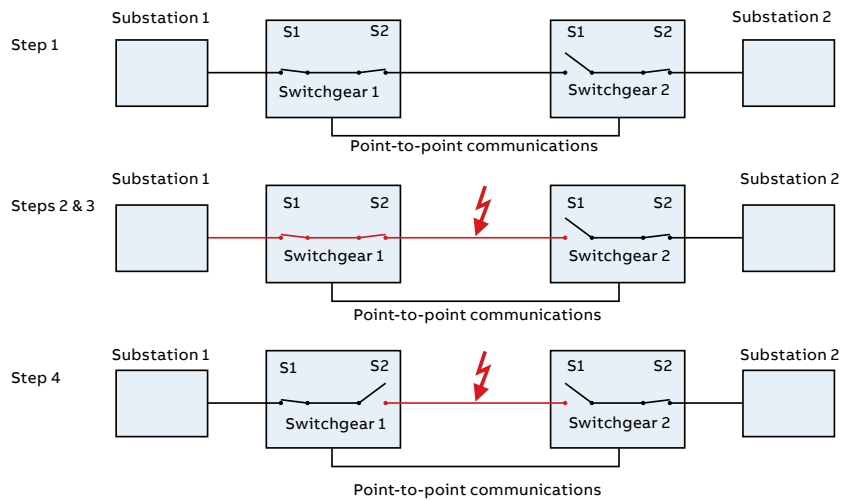 Substation 1
Substation 2
Step 1
S1 S2
S1 S2
Switchgear 1
Switchgear 2
Point-to-point communications
Substation 1
Substation 2
Steps 2 & 3
S1 S2
S1 S2
Switchgear 1
Switchgear 2
Point-to-point communications
Substation 1
Substation 2
Step 4
S1 S2
S1 S2
Switchgear 1
Switchgear 2
Point-to-point communications